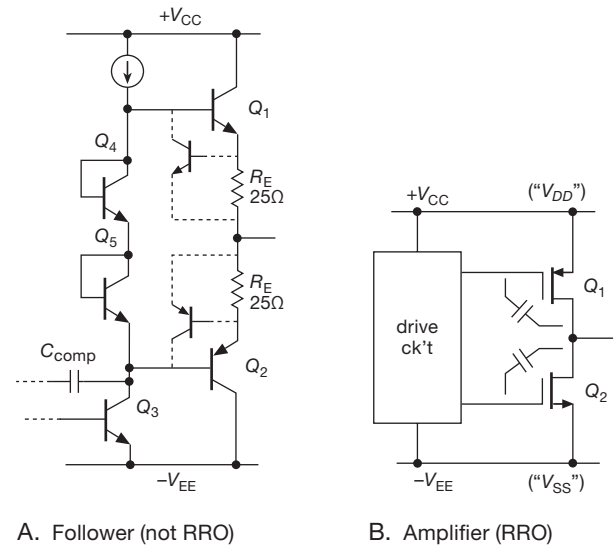 +VCC
Q1
Q4
RE
25Ω
Q5
RE
25Ω
Ccomp
Q2
Q3
−VEE
A. Follower (not RRO)
+VCC
("VDD")
Q1
drive
ck't
Q2
−VEE
("VSS")
B. Amplifier (RRO)